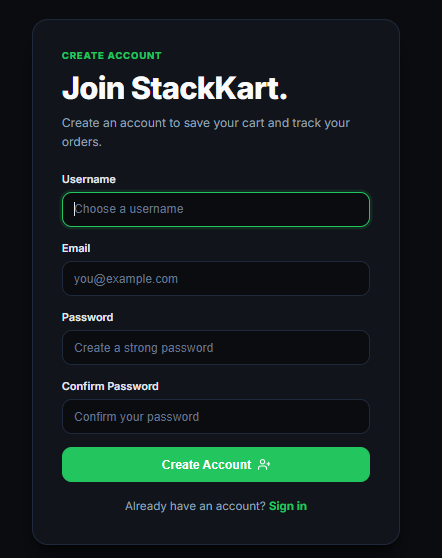 CREATE ACCOUNT
Join StackKart.
Create an account to save your cart and track your
orders.
Username
Choose a username
Email
you@example.com
Password
Create a strong password
Confirm Password
Confirm your password
Create Account
Already have an account? Sign in